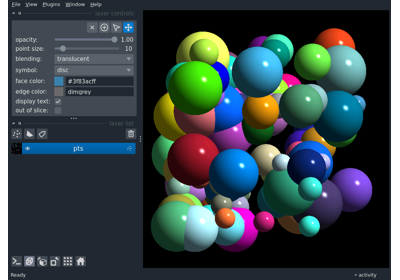 File View Plugins Window Help
layer controls
opacity: 1.00
point size: 10
blending: translucent
symbol: disc
face color: #3f83acff
edge color: dimgrey
display text: ✓
out of slice:
layer list
pts
Ready
activity